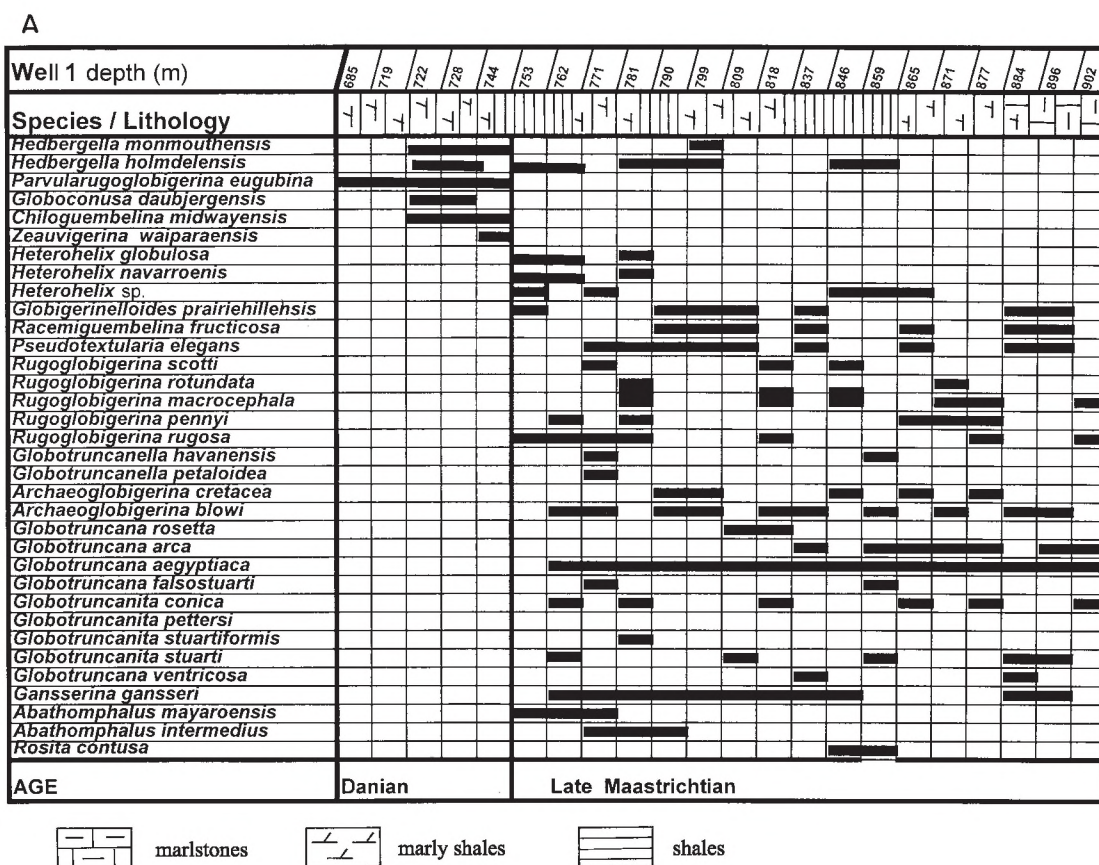 A
Well 1 depth (m) 685 719 722 728 744 753 762 771 781 790 799 809 818 837 846 859 865 871 877 884 896 902
Species / Lithology
Hedbergella monmouthensis
Hedbergella holmdelensis
Parvularugoglobigerina eugubina
Globoconusa daubjergensis
Chiloguembelina midwayensis
Zeauvigerina waiparaensis
Heterohelix globulosa
Heterohelix navarroenis
Heterohelix sp.
Globigerinelloides prairiehillehsis
Racemiguembelina fructicosa
Pseudotextularia elegans
Rugoglobigerina scotti
Rugoglobigerina rotundata
Rugoglobigerina macrocephala
Rugoglobigerina pennyi
Rugoglobigerina rugosa
Globotruncanella havanensis
Globotruncanella petaloidea
Archaeoglobigerina cretacea
Archaeoglobigerina blowi
Globotruncana rosetta
Globotruncana arca
Globotruncana aegyptiaca
Globotruncana falsostuarti
Globotruncanita conica
Globotruncanita pettersi
Globotruncanita stuartiformis
Globotruncanita stuarti
Globotruncana ventricosa
Gansserina gansseri
Abathomphalus mayaroensis
Abathomphalus intermedius
Rosita contusa
AGE Danian Late Maastrichtian
marlstones marly shales shales